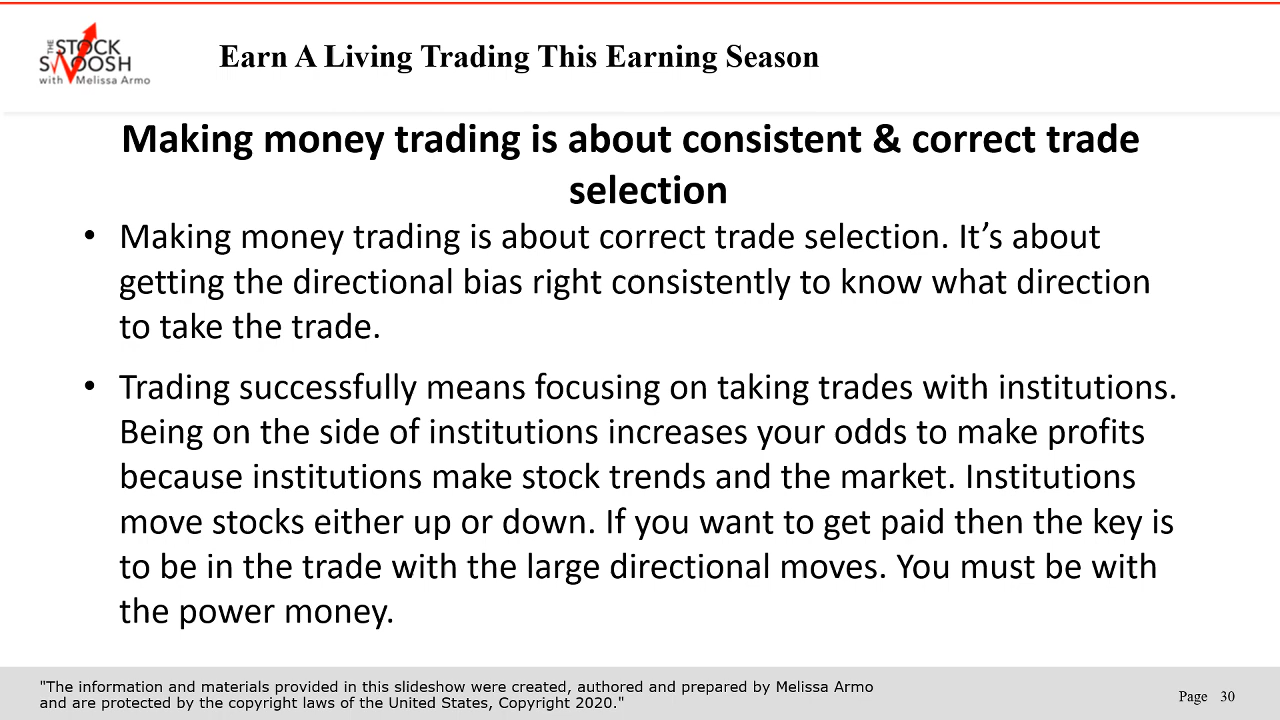 THE
STOCK
SWOOSH
with Melissa Armo
Earn A Living Trading This Earning Season
Making money trading is about consistent & correct trade
selection
• Making money trading is about correct trade selection. It’s about
getting the directional bias right consistently to know what direction
to take the trade.
• Trading successfully means focusing on taking trades with institutions.
Being on the side of institutions increases your odds to make profits
because institutions make stock trends and the market. Institutions
move stocks either up or down. If you want to get paid then the key is
to be in the trade with the large directional moves. You must be with
the power money.
"The information and materials provided in this slideshow were created, authored and prepared by Melissa Armo
and are protected by the copyright laws of the United States, Copyright 2020."
Page 30